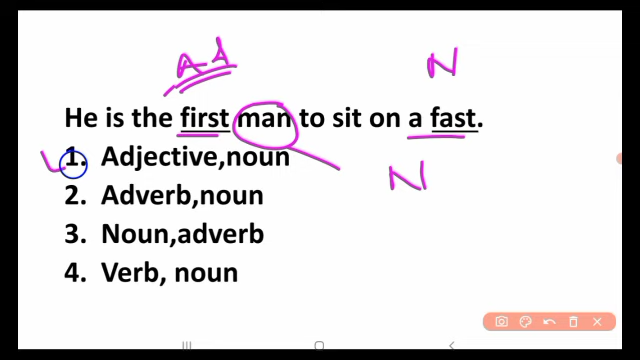 Ad N
He is the first man to sit on a fast.
1. Adjective,noun
N
2. Adverb,noun
3. Noun,adverb
4. Verb, noun